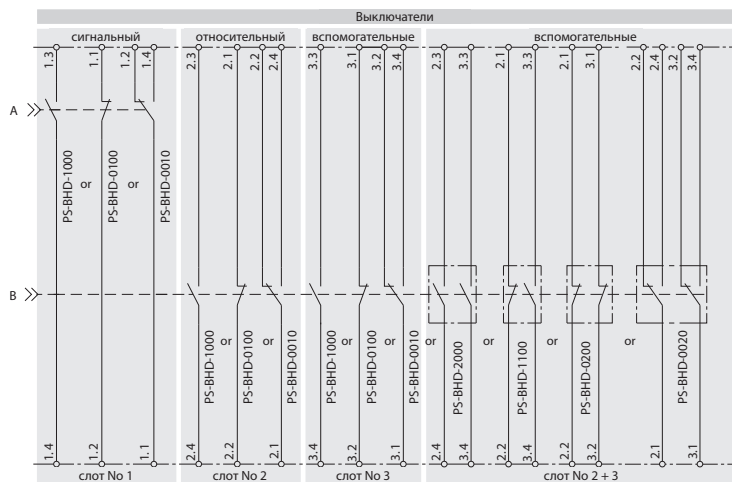 Выключатели
сигнальный относительный вспомогательные вспомогательные
1.3 1.1 1.2 1.4 2.3 2.1 2.2 2.4 3.3 3.1 3.2 3.4 2.3 3.3 2.1 3.1 2.2 2.4 3.2 3.4
A
PS-BHD-1000 or PS-BHD-0100 or PS-BHD-0010
B
PS-BHD-1000 or PS-BHD-0100 or PS-BHD-0010 PS-BHD-1000 or PS-BHD-0100 or PS-BHD-0010 or PS-BHD-2000 or PS-BHD-1100 or PS-BHD-0200 or PS-BHD-0020
1.4 1.2 1.1 2.4 2.2 2.1 3.4 3.2 3.1 2.4 3.4 2.2 3.4 2.2 3.2 2.1 3.1
слот No 1 слот No 2 слот No 3 слот No 2 + 3